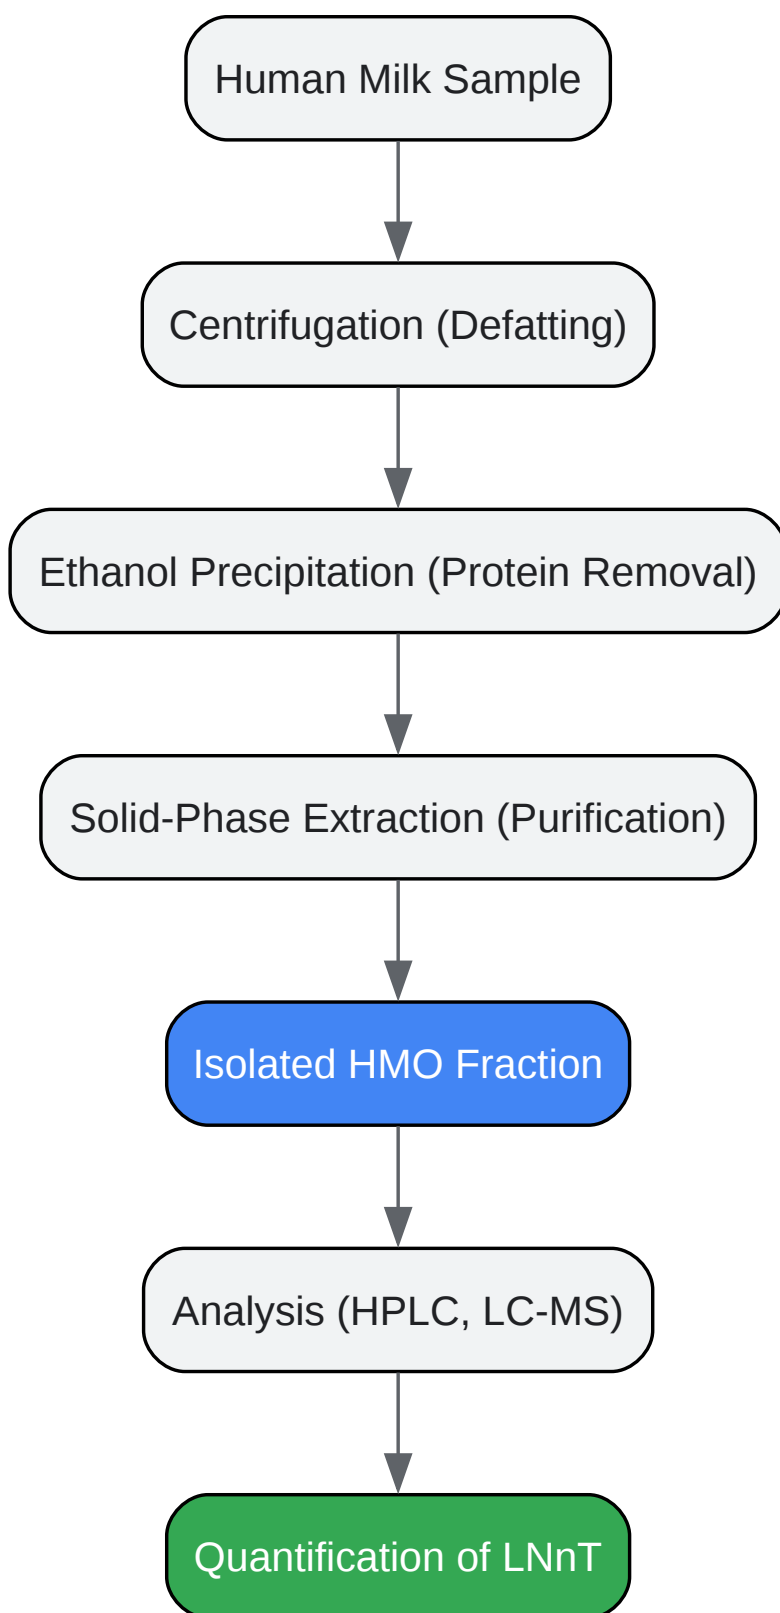 Human Milk Sample
Centrifugation (Defatting)
Ethanol Precipitation (Protein Removal)
Solid-Phase Extraction (Purification)
Isolated HMO Fraction
Analysis (HPLC, LC-MS)
Quantification of LNnT